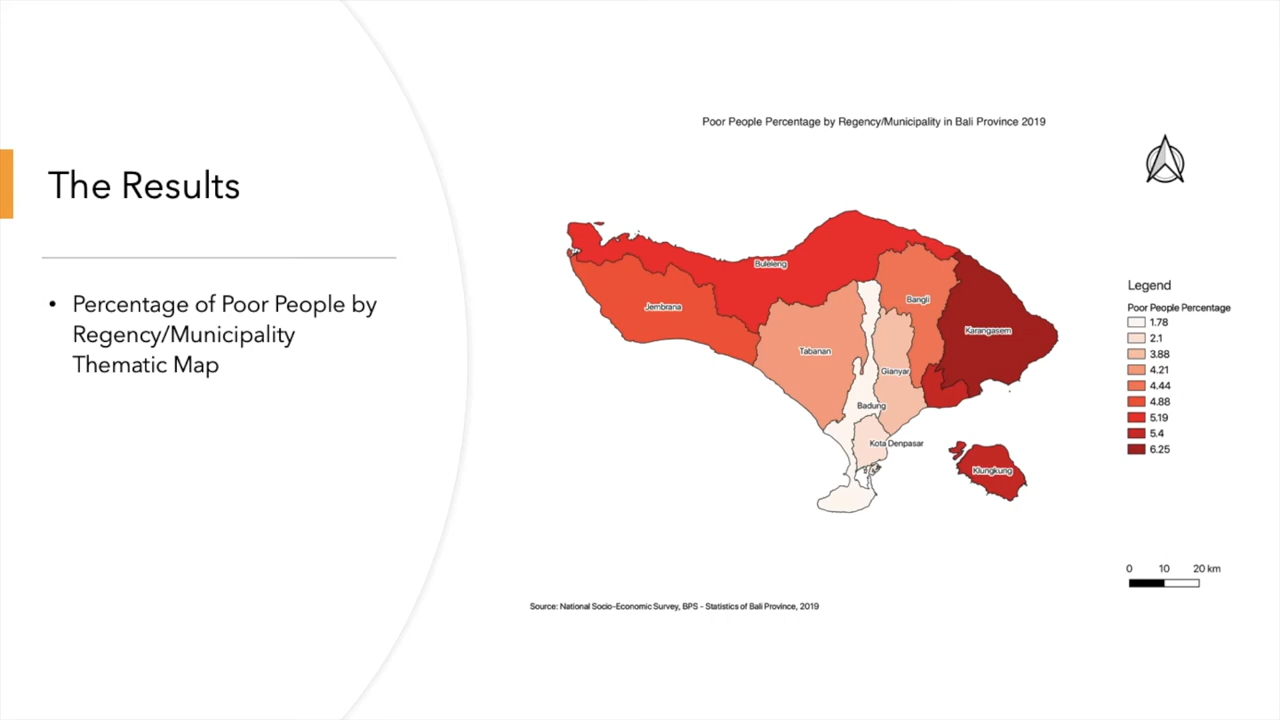 The Results
• Percentage of Poor People by
Regency/Municipality
Thematic Map
Poor People Percentage by Regency/Municipality in Bali Province 2019
Buleleng
Jembrana
Bangli
Karangasem
Tabanan
Gianyar
Badung
Kota Denpasar
Klungkung
Legend
Poor People Percentage
1.78
2.1
3.88
4.21
4.44
4.88
5.19
5.4
6.25
0 10 20 km
Source: National Socio-Economic Survey, BPS - Statistics of Bali Province, 2019